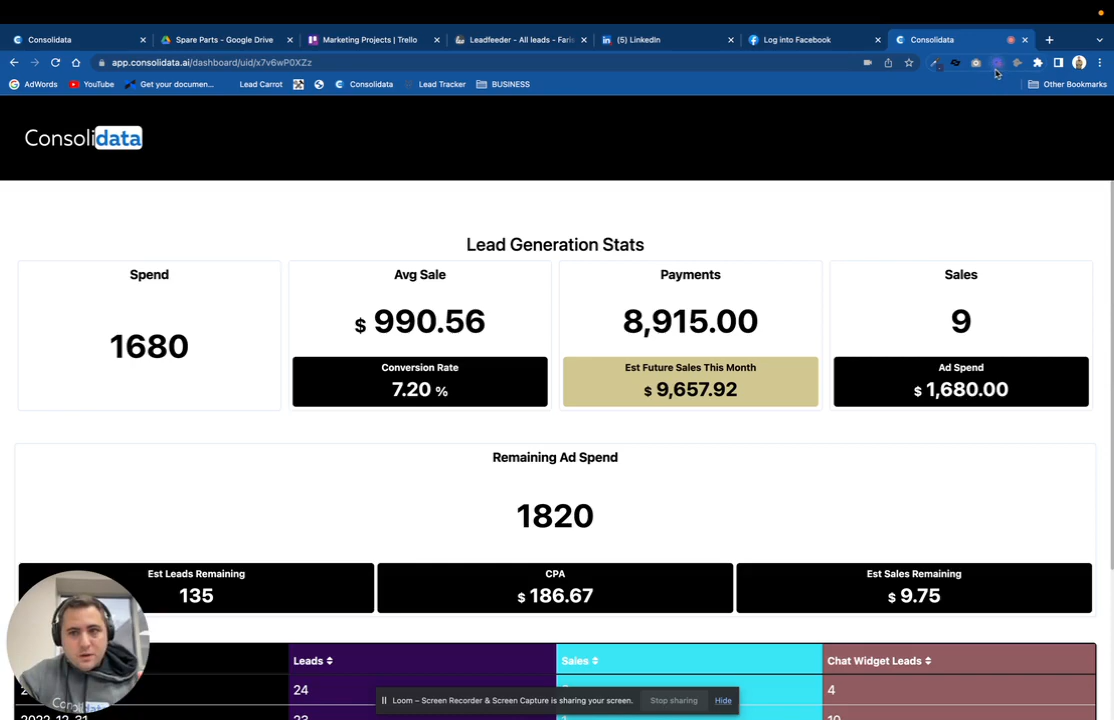 Consolidata
Spare Parts - Google Drive
Marketing Projects | Trello
Leadfeeder - All leads - Faris
(5) LinkedIn
Log into Facebook
Consolidata
app.consolidata.ai/dashboard/uid/x7v6wP0XZz
AdWords
YouTube
Get your documen...
Lead Carrot
Consolidata
Lead Tracker
BUSINESS
Other Bookmarks
Consolidata
Lead Generation Stats
Spend
1680
Avg Sale
$ 990.56
Conversion Rate
7.20 %
Payments
8,915.00
Est Future Sales This Month
$ 9,657.92
Sales
9
Ad Spend
$ 1,680.00
Remaining Ad Spend
1820
Est Leads Remaining
135
CPA
$ 186.67
Est Sales Remaining
$ 9.75
Leads
Sales
Chat Widget Leads
24
4
Loom – Screen Recorder & Screen Capture is sharing your screen.
Stop sharing
Hide
2022-12-31
23
10